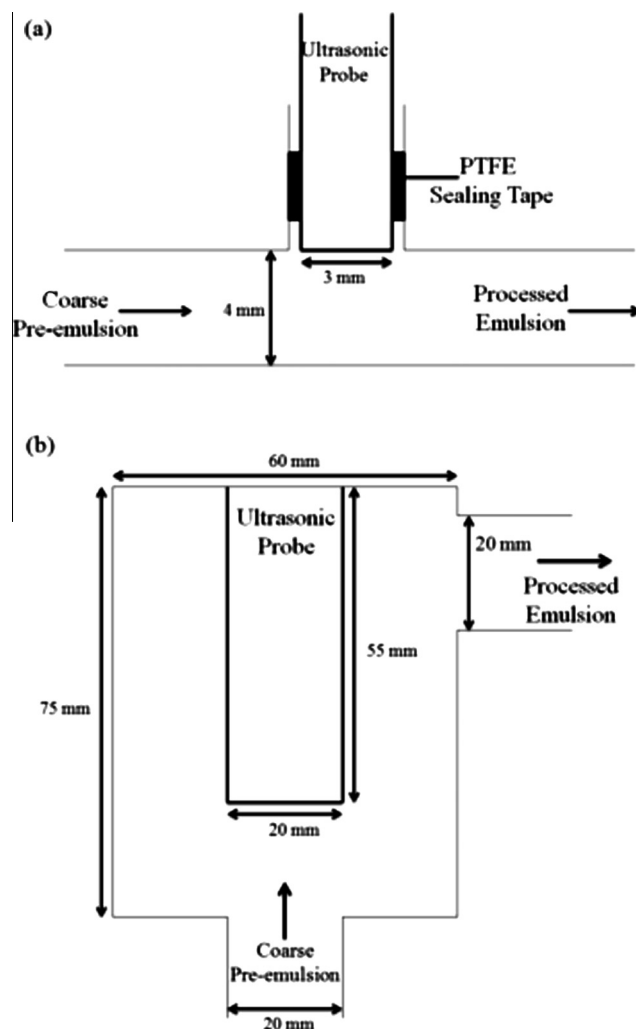 (a)
Ultrasonic
Probe
PTFE
Sealing Tape
3 mm
Coarse
Pre-emulsion
4 mm
Processed
Emulsion
(b)
60 mm
Ultrasonic
Probe
20 mm
Processed
Emulsion
55 mm
75 mm
20 mm
Coarse
Pre-emulsion
20 mm